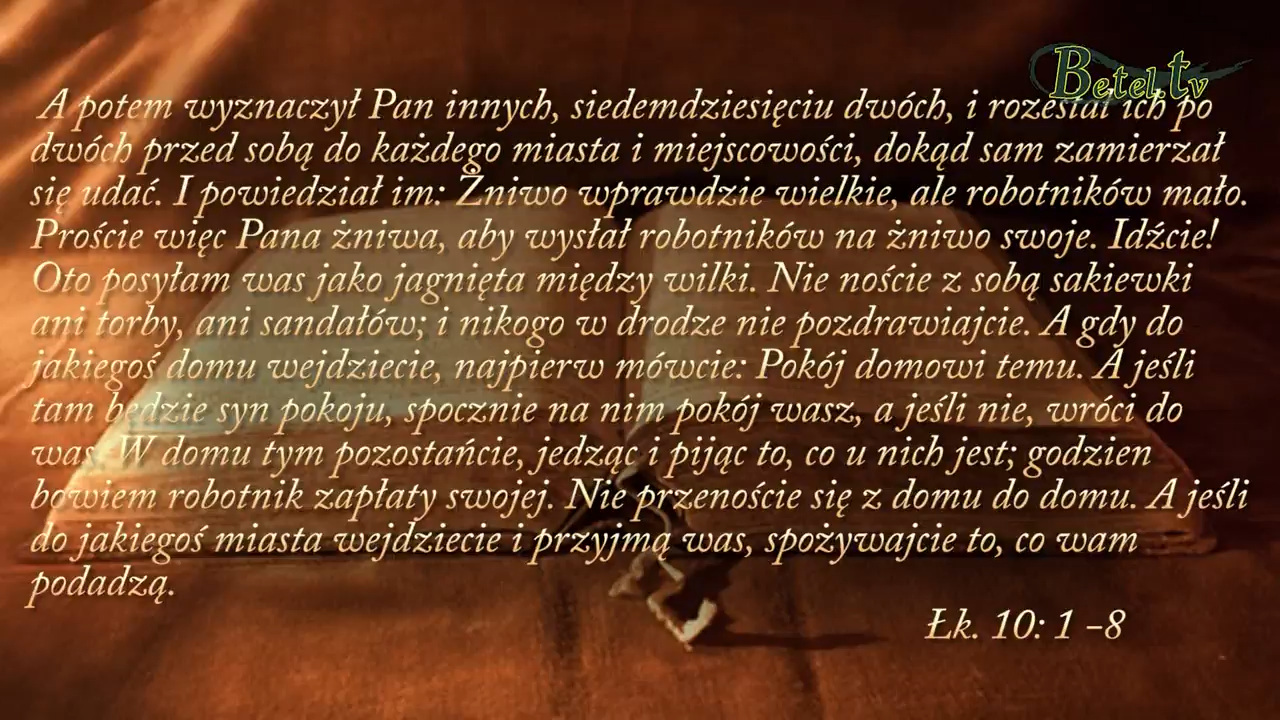 Betel.tv
A potem wyznaczył Pan innych, siedemdziesięciu dwóch, i rozesłał ich po
dwóch przed sobą do każdego miasta i miejscowości, dokąd sam zamierzał
się udać. I powiedział im: Żniwo wprawdzie wielkie, ale robotników mało.
Proście więc Pana żniwa, aby wysłał robotników na żniwo swoje. Idźcie!
Oto posyłam was jako jagnięta między wilki. Nie noście z sobą sakiewki
ani torby, ani sandałów; i nikogo w drodze nie pozdrawiajcie. A gdy do
jakiegoś domu wejdziecie, najpierw mówcie: Pokój domowi temu. A jeśli
tam będzie syn pokoju, spocznie na nim pokój wasz, a jeśli nie, wróci do
was. W domu tym pozostańcie, jedząc i pijąc to, co u nich jest; godzien
bowiem robotnik zapłaty swojej. Nie przenoście się z domu do domu. A jeśli
do jakiegoś miasta wejdziecie i przyjmą was, spożywajcie to, co wam
podadzą.
Łk. 10: 1 -8